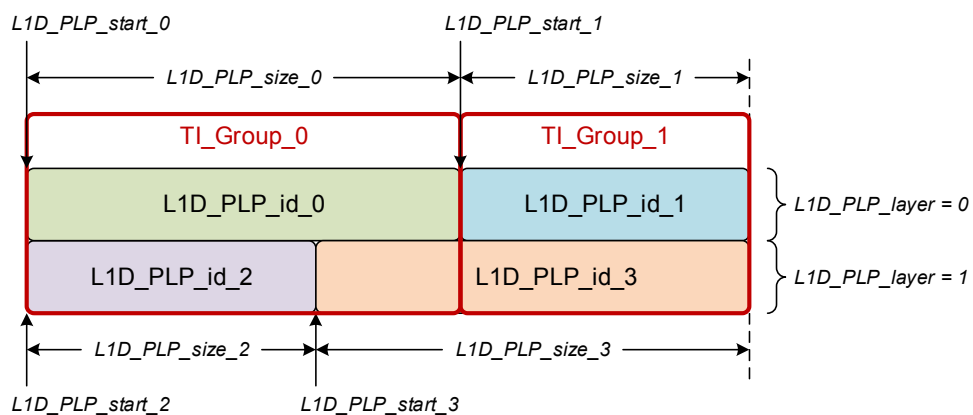 L1D_PLP_start_0
L1D_PLP_start_1
L1D_PLP_size_0
L1D_PLP_size_1
TI_Group_0
TI_Group_1
L1D_PLP_id_0
L1D_PLP_id_1
L1D_PLP_layer = 0
L1D_PLP_id_2
L1D_PLP_id_3
L1D_PLP_layer = 1
L1D_PLP_size_2
L1D_PLP_size_3
L1D_PLP_start_2
L1D_PLP_start_3